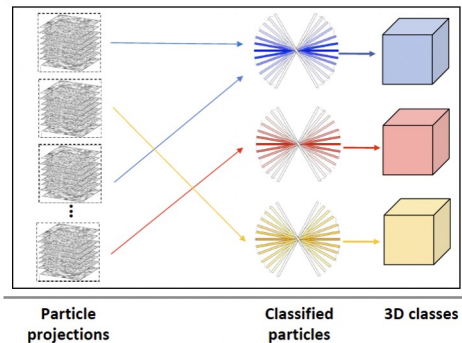 Particle
projections
Classified
particles
3D classes